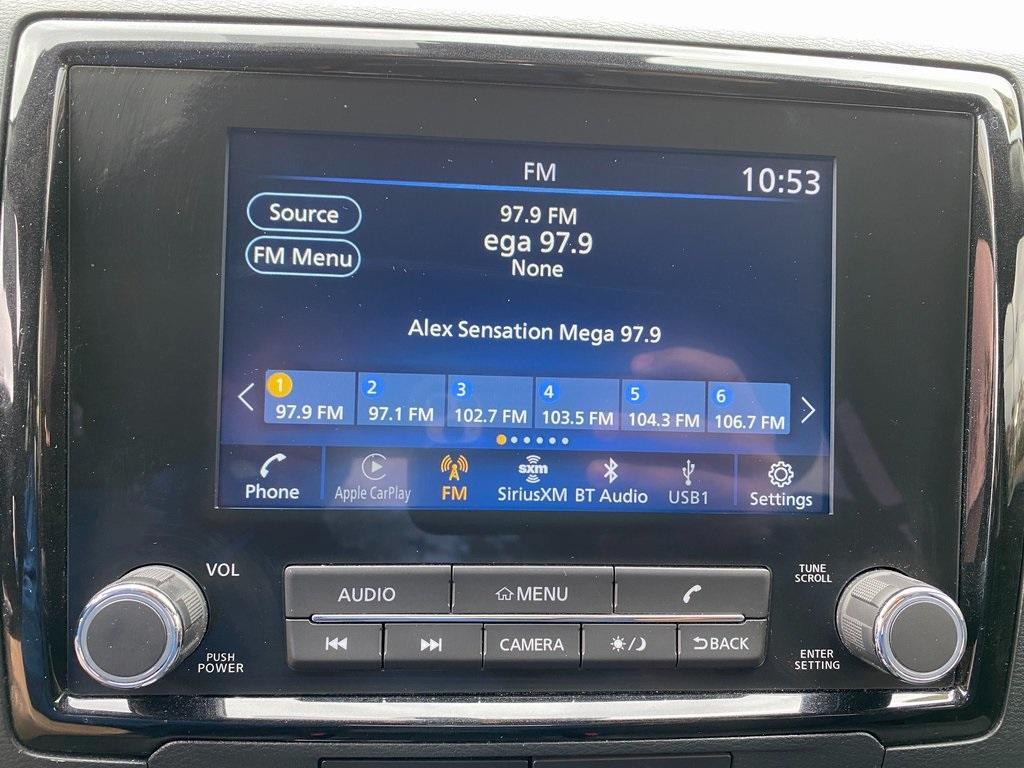 FM
10:53
Source
FM Menu
97.9 FM
ega 97.9
None
Alex Sensation Mega 97.9
1
97.9 FM
2
97.1 FM
3
102.7 FM
4
103.5 FM
5
104.3 FM
6
106.7 FM
Phone
Apple CarPlay
FM
sxm
SiriusXM
BT Audio
USB1
Settings
VOL
PUSH
POWER
AUDIO
MENU
CAMERA
/
BACK
TUNE
SCROLL
ENTER
SETTING